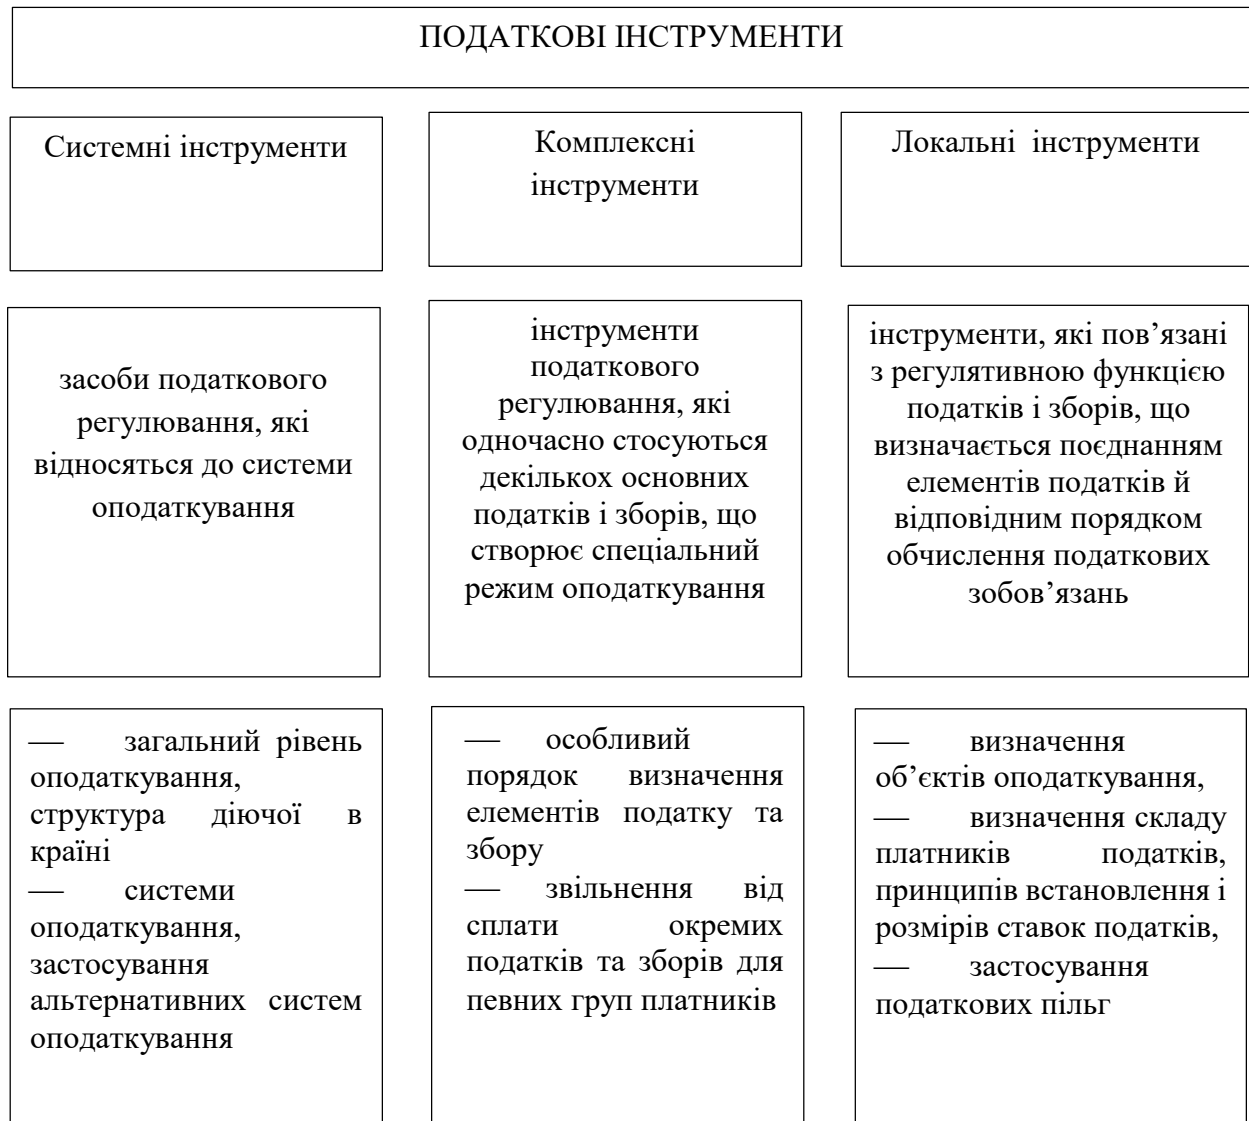 ПОДАТКОВІ ІНСТРУМЕНТИ
Системні інструменти
Комплексні
інструменти
Локальні інструменти
засоби податкового
регулювання, які
відносяться до системи
оподаткування
інструменти
податкового
регулювання, які
одночасно стосуються
декількох основних
податків і зборів, що
створює спеціальний
режим оподаткування
інструменти, які пов’язані
з регулятивною функцією
податків і зборів, що
визначається поєднанням
елементів податків й
відповідним порядком
обчислення податкових
зобов’язань
— загальний рівень
оподаткування,
структура діючої в
країні
— системи
оподаткування,
застосування
альтернативних систем
оподаткування
— особливий
порядок визначення
елементів податку та
збору
— звільнення від
сплати окремих
податків та зборів для
певних груп платників
— визначення
об’єктів оподаткування,
— визначення складу
платників податків,
принципів встановлення і
розмірів ставок податків,
— застосування
податкових пільг